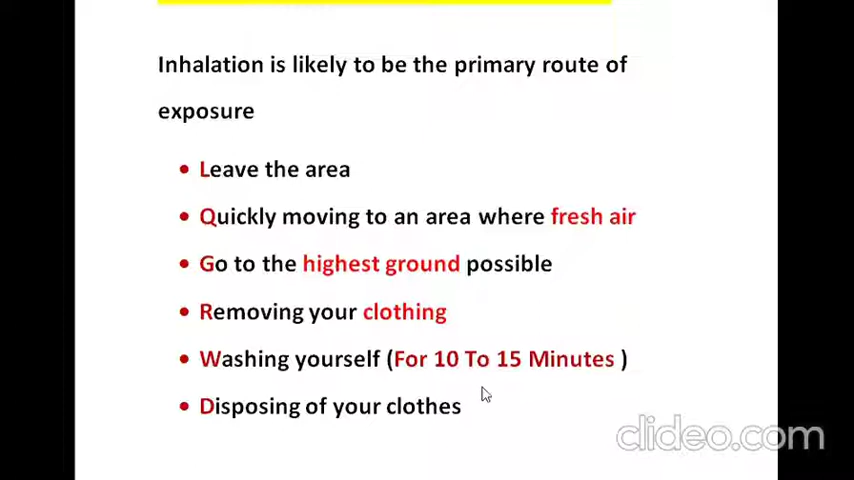 Inhalation is likely to be the primary route of
exposure
• Leave the area
• Quickly moving to an area where fresh air
• Go to the highest ground possible
• Removing your clothing
• Washing yourself (For 10 To 15 Minutes )
• Disposing of your clothes
clideo.com